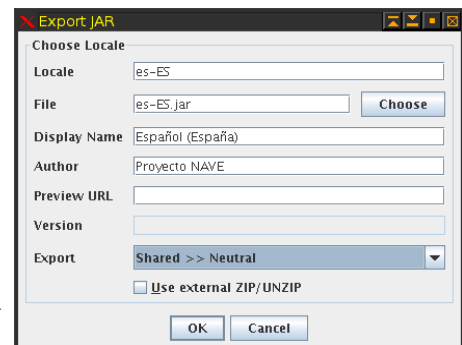 Export JAR
Choose Locale
Locale es-ES
File es-ES.jar Choose
Display Name Español (España)
Author Proyecto NAVE
Preview URL
Version
Export Shared >> Neutral
Use external ZIP/UNZIP
OK Cancel